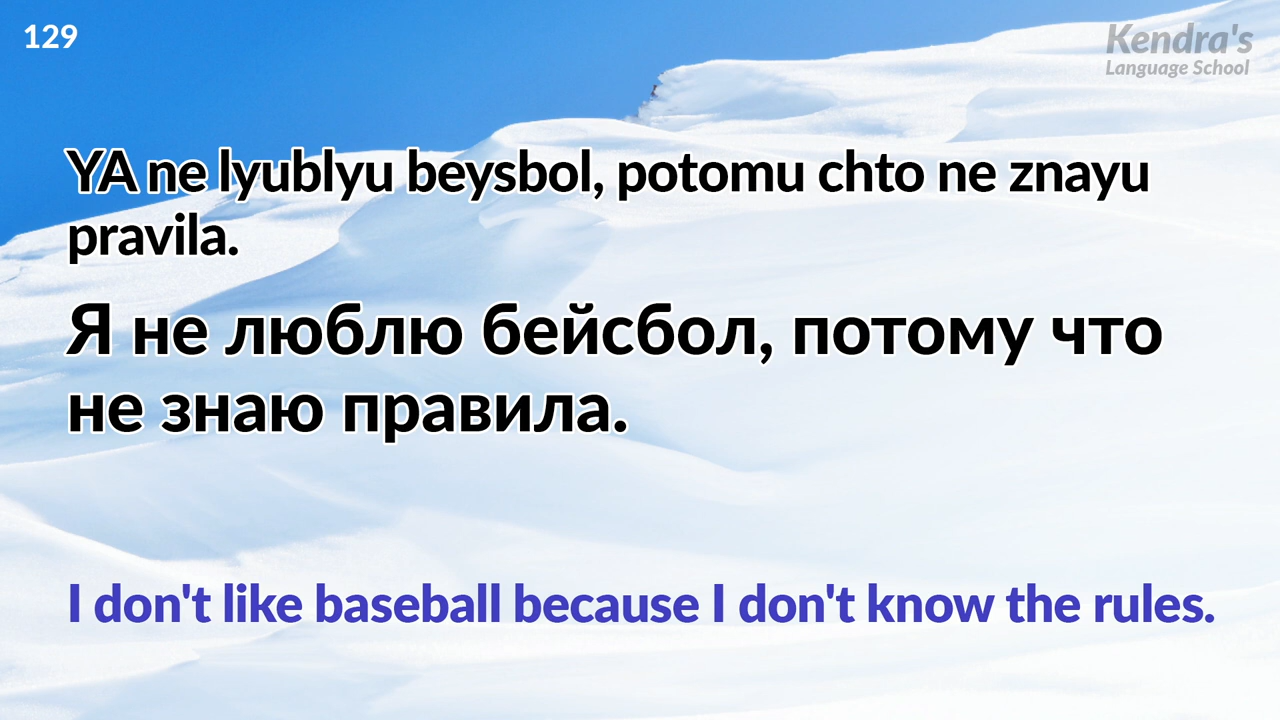 129
Kendra's
Language School
YA ne lyublyu beysbol, potomu chto ne znayu
pravila.
Я не люблю бейсбол, потому что
не знаю правила.
I don't like baseball because I don't know the rules.